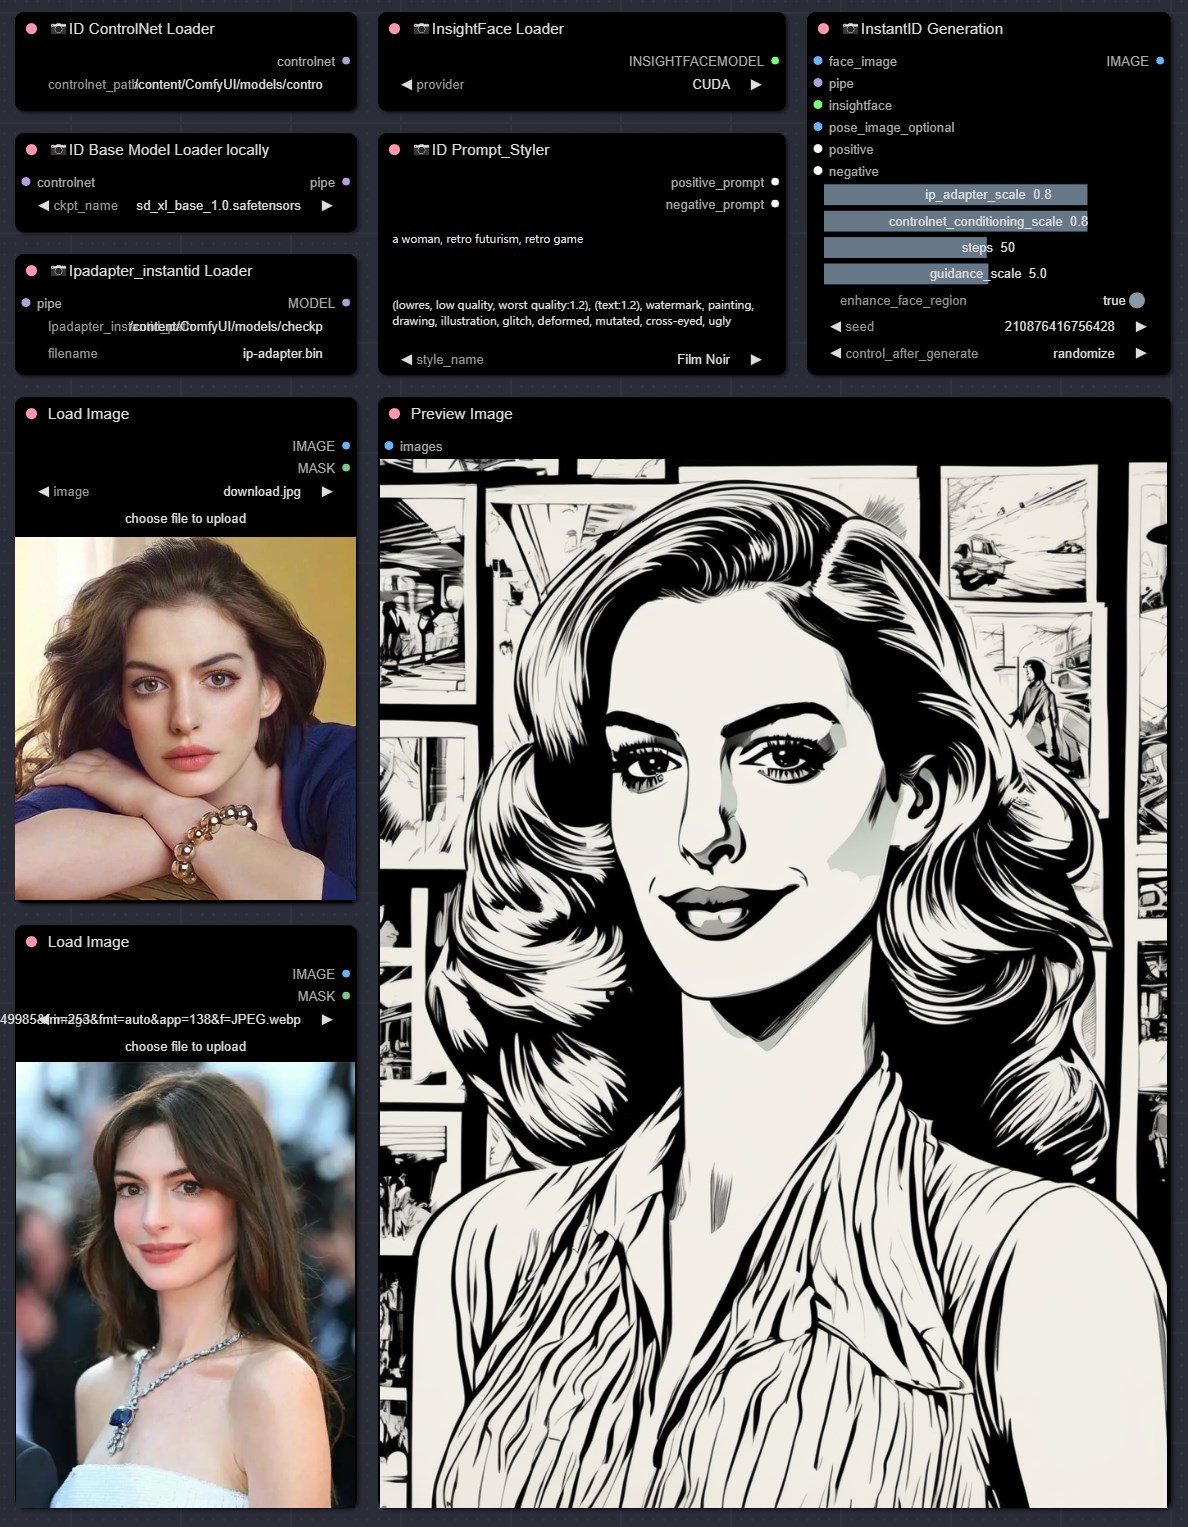 ID ControlNet Loader
controlnet
controlnet_path /content/ComfyUI/models/contro
InsightFace Loader
INSIGHTFACEMODEL
provider CUDA
InstantID Generation
face_image IMAGE
pipe
insightface
pose_image_optional
positive
negative
ip_adapter_scale 0.8
controlnet_conditioning_scale 0.8
steps 50
guidance_scale 5.0
enhance_face_region true
seed 210876416756428
control_after_generate randomize
ID Base Model Loader locally
controlnet pipe
ckpt_name sd_xl_base_1.0.safetensors
ID Prompt_Styler
positive_prompt
negative_prompt
a woman, retro futurism, retro game
(lowres, low quality, worst quality:1.2), (text:1.2), watermark, painting,
drawing, illustration, glitch, deformed, mutated, cross-eyed, ugly
style_name Film Noir
Ipadapter_instantid Loader
pipe MODEL
/content/ComfyUI/models/checkp
filename ip-adapter.bin
Load Image
IMAGE
MASK
image download.jpg
choose file to upload
Preview Image
images
Load Image
IMAGE
MASK
=253&fmt=auto&app=138&f=JPEG.webp
choose file to upload